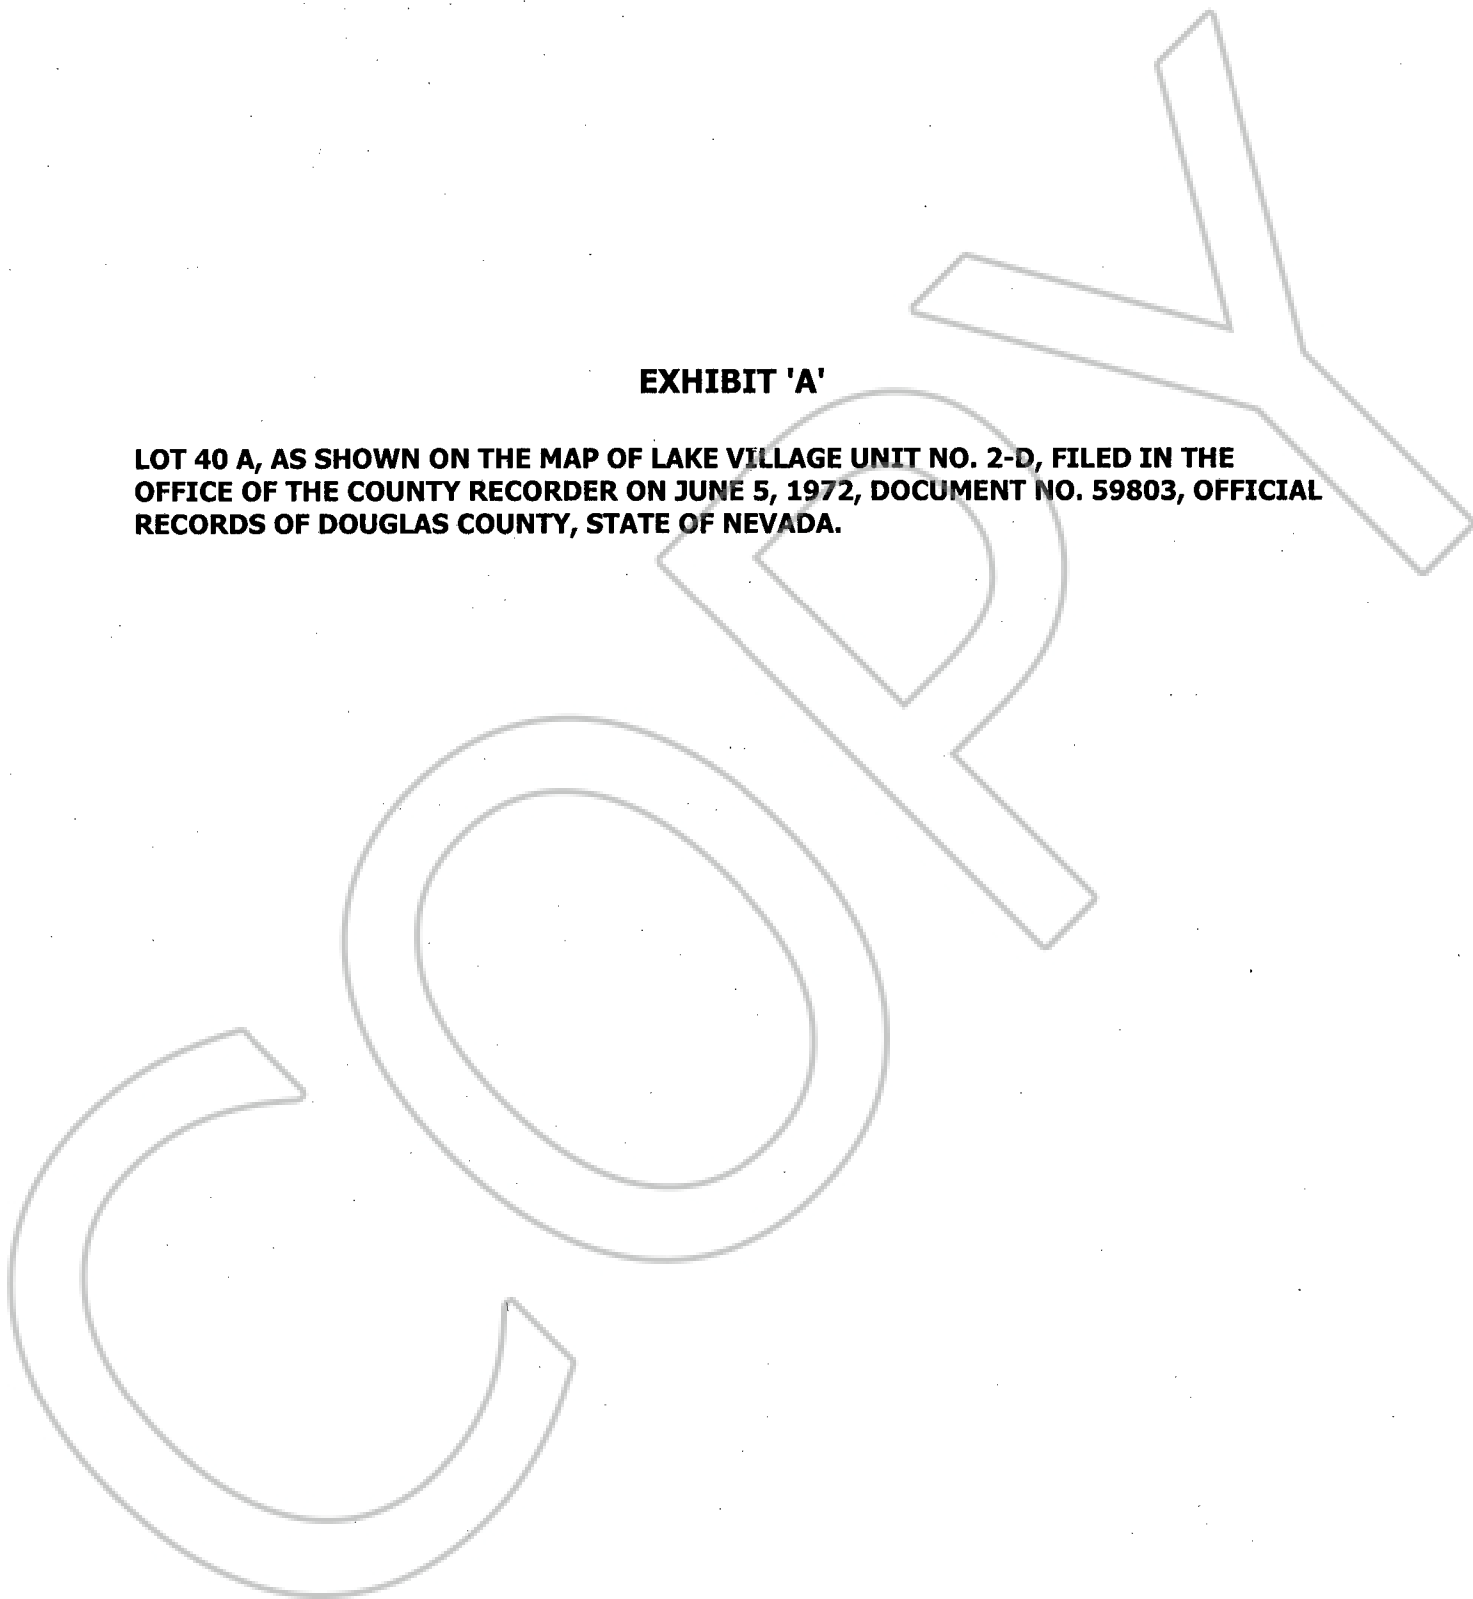 EXHIBIT 'A'
LOT 40 A, AS SHOWN ON THE MAP OF LAKE VILLAGE UNIT NO. 2-D, FILED IN THE
OFFICE OF THE COUNTY RECORDER ON JUNE 5, 1972, DOCUMENT NO. 59803, OFFICIAL
RECORDS OF DOUGLAS COUNTY, STATE OF NEVADA.
COPY